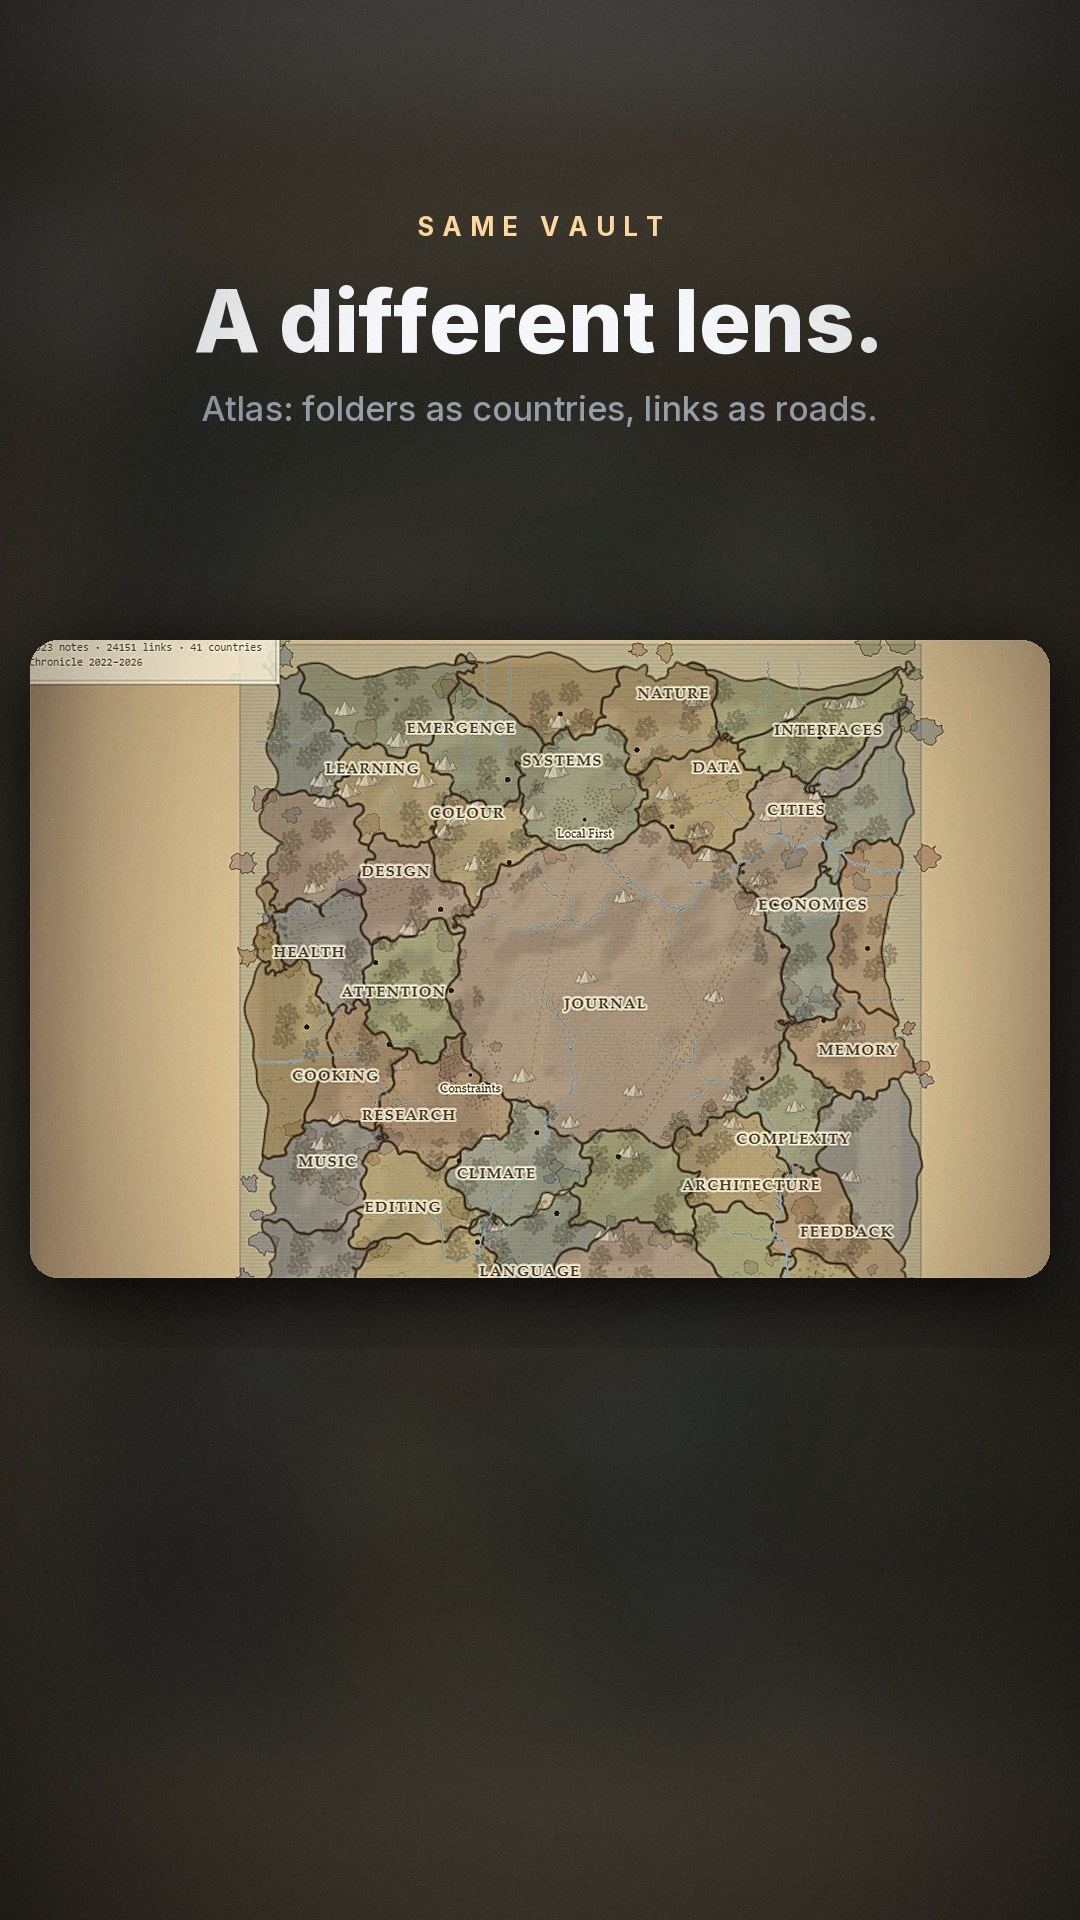 SAME VAULT
A different lens.
Atlas: folders as countries, links as roads.
notes · 24151 links · 41 countries
Chronicle 2022–2026
NATURE
EMERGENCE
INTERFACES
SYSTEMS
LEARNING
DATA
COLOUR
CITIES
Local First
DESIGN
ECONOMICS
HEALTH
ATTENTION
JOURNAL
MEMORY
COOKING
Constraints
RESEARCH
COMPLEXITY
MUSIC
CLIMATE
ARCHITECTURE
EDITING
FEEDBACK
LANGUAGE